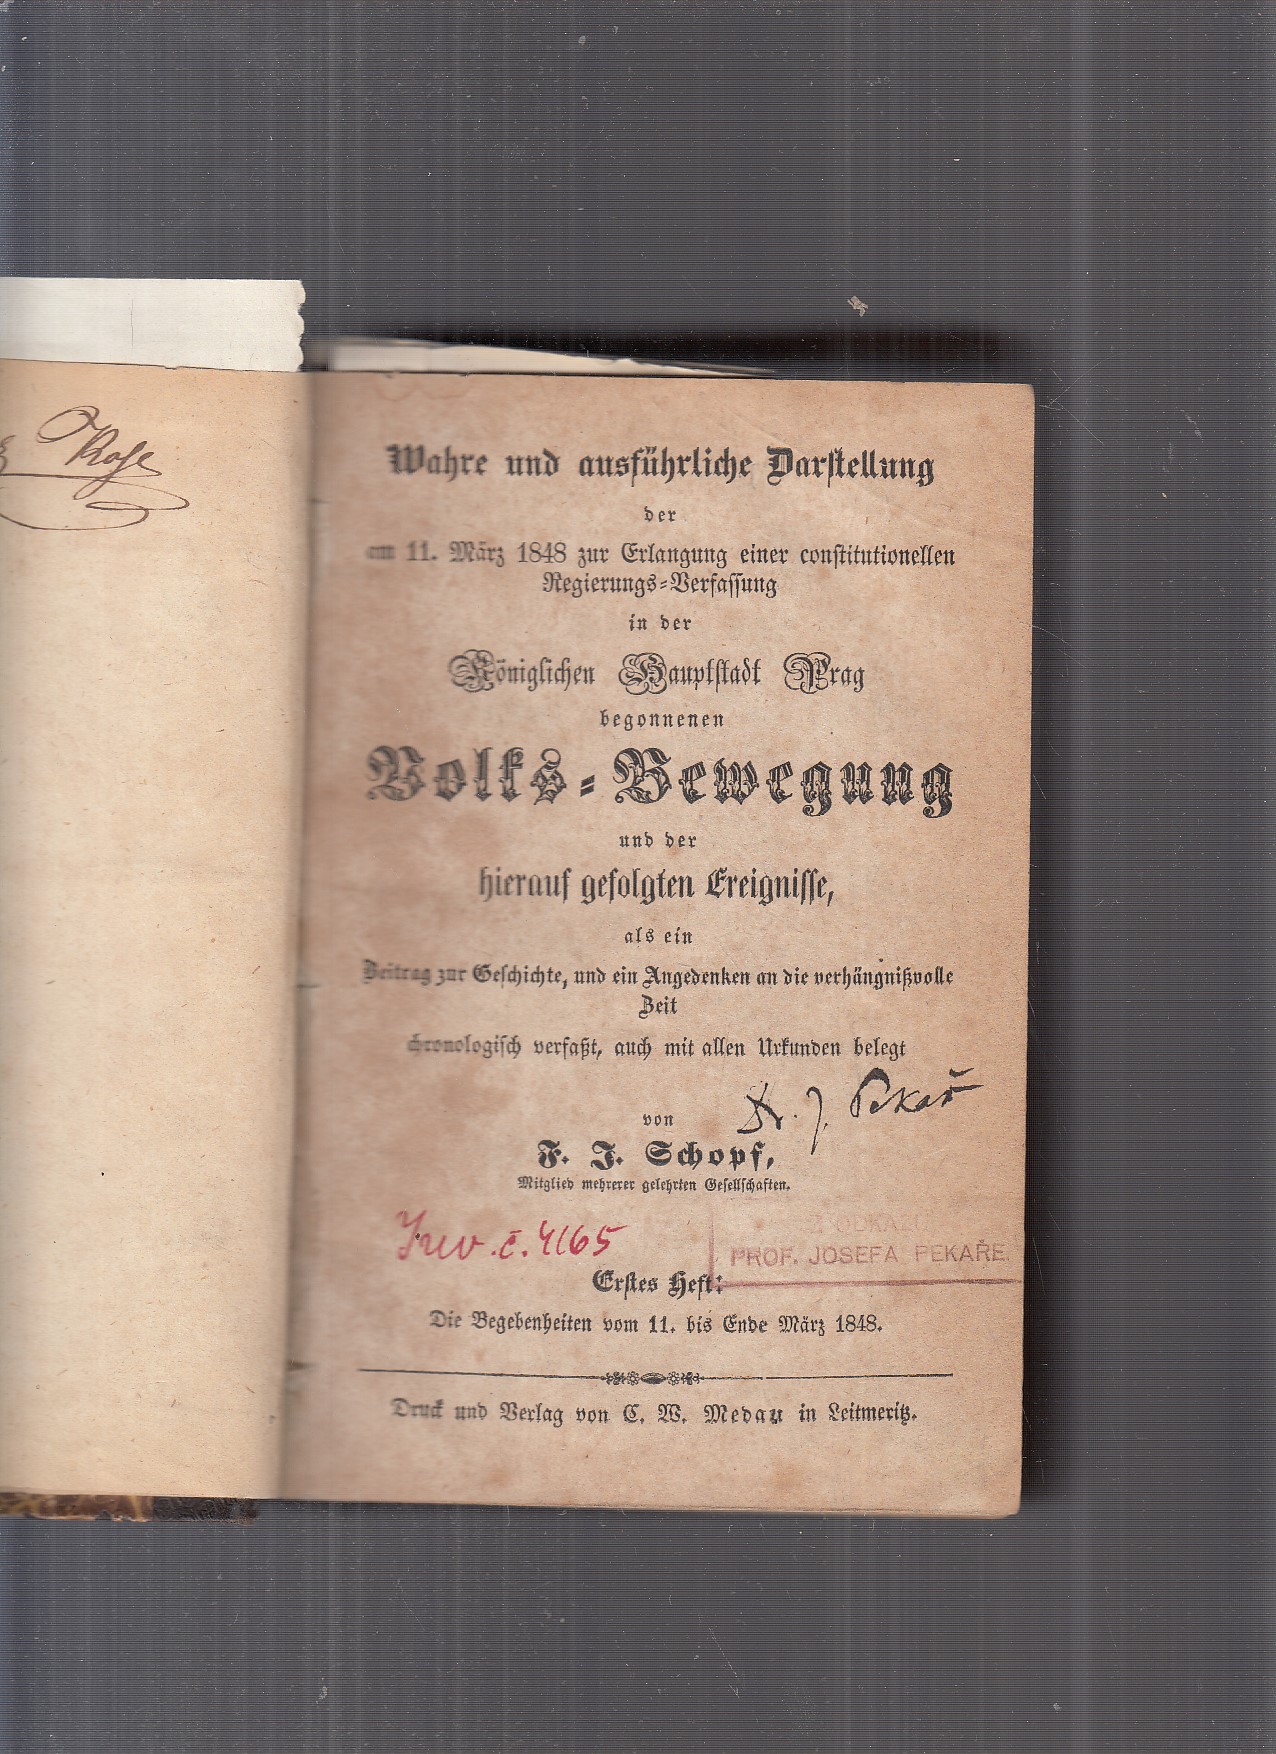 Rose
Wahre und ausführliche Darstellung
der
am 11. März 1848 zur Erlangung einer constitutionellen
Regierungs-Verfassung
in der
Königlichen Hauptstadt Prag
begonnenen
Volks-Bewegung
und der
hierauf gefolgten Ereignisse,
als ein
Beitrag zur Geschichte, und ein Angedenken an die verhängnißvolle
Zeit
chronologisch verfaßt, auch mit allen Urkunden belegt
von
Dr. J. Pekař
F. J. Schopf,
Mitglied mehrerer gelehrten Gesellschaften.
Inv. č. 4165
Z ODKAZU
PROF. JOSEFA PEKAŘE.
Erstes Heft:
Die Begebenheiten vom 11. bis Ende März 1848.
Druck und Verlag von C. W. Medau in Leitmeritz.